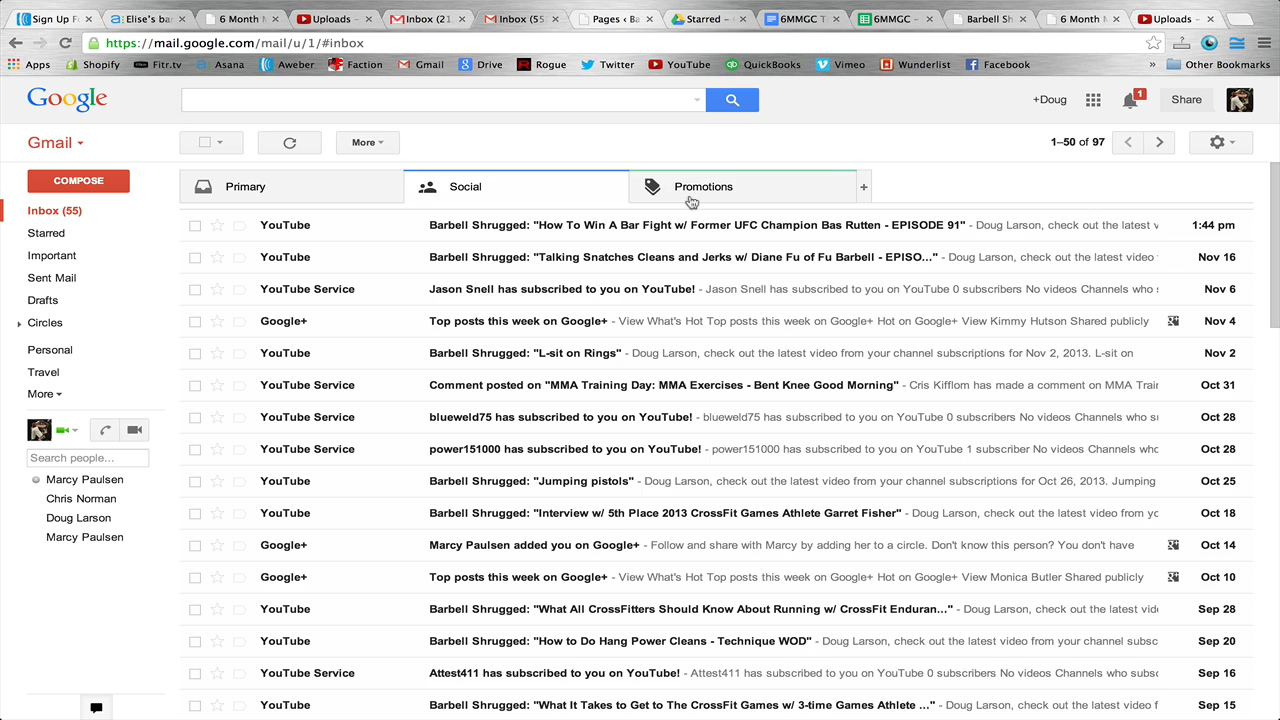 Sign Up Fo
Elise's bar
6 Month M
Uploads –
Inbox (21
Inbox (55
Pages ‹ Ba
Starred –
6MMGC T
6MMGC –
Barbell Sh
6 Month M
Uploads –
https://mail.google.com/mail/u/1/#inbox
Apps Shopify Fitr.tv Asana Aweber Faction Gmail Drive Rogue Twitter YouTube QuickBooks Vimeo Wunderlist Facebook » Other Bookmarks
Google
+Doug 1 Share
Gmail
More
1–50 of 97
COMPOSE
Inbox (55)
Starred
Important
Sent Mail
Drafts
Circles
Personal
Travel
More
Search people...
Marcy Paulsen
Chris Norman
Doug Larson
Marcy Paulsen
Primary Social Promotions +
YouTube Barbell Shrugged: "How To Win A Bar Fight w/ Former UFC Champion Bas Rutten - EPISODE 91" - Doug Larson, check out the latest v 1:44 pm
YouTube Barbell Shrugged: "Talking Snatches Cleans and Jerks w/ Diane Fu of Fu Barbell - EPISO..." - Doug Larson, check out the latest video Nov 16
YouTube Service Jason Snell has subscribed to you on YouTube! - Jason Snell has subscribed to you on YouTube 0 subscribers No videos Channels who s Nov 6
Google+ Top posts this week on Google+ - View What's Hot Top posts this week on Google+ Hot on Google+ View Kimmy Hutson Shared publicly Nov 4
YouTube Barbell Shrugged: "L-sit on Rings" - Doug Larson, check out the latest video from your channel subscriptions for Nov 2, 2013. L-sit on Nov 2
YouTube Service Comment posted on "MMA Training Day: MMA Exercises - Bent Knee Good Morning" - Cris Kifflom has made a comment on MMA Train Oct 31
YouTube Service blueweld75 has subscribed to you on YouTube! - blueweld75 has subscribed to you on YouTube 0 subscribers No videos Channels who su Oct 28
YouTube Service power151000 has subscribed to you on YouTube! - power151000 has subscribed to you on YouTube 1 subscriber No videos Channels who Oct 28
YouTube Barbell Shrugged: "Jumping pistols" - Doug Larson, check out the latest video from your channel subscriptions for Oct 26, 2013. Jumping Oct 25
YouTube Barbell Shrugged: "Interview w/ 5th Place 2013 CrossFit Games Athlete Garret Fisher" - Doug Larson, check out the latest video from yo Oct 18
Google+ Marcy Paulsen added you on Google+ - Follow and share with Marcy by adding her to a circle. Don't know this person? You don't have Oct 14
Google+ Top posts this week on Google+ - View What's Hot Top posts this week on Google+ Hot on Google+ View Monica Butler Shared publicly Oct 10
YouTube Barbell Shrugged: "What All CrossFitters Should Know About Running w/ CrossFit Enduran..." - Doug Larson, check out the latest vide Sep 28
YouTube Barbell Shrugged: "How to Do Hang Power Cleans - Technique WOD" - Doug Larson, check out the latest video from your channel subsc Sep 20
YouTube Service Attest411 has subscribed to you on YouTube! - Attest411 has subscribed to you on YouTube 0 subscribers No videos Channels who subsc Sep 16
YouTube Barbell Shrugged: "What It Takes to Get to The CrossFit Games w/ 3-time Games Athlete ..." - Doug Larson, check out the latest video Sep 15